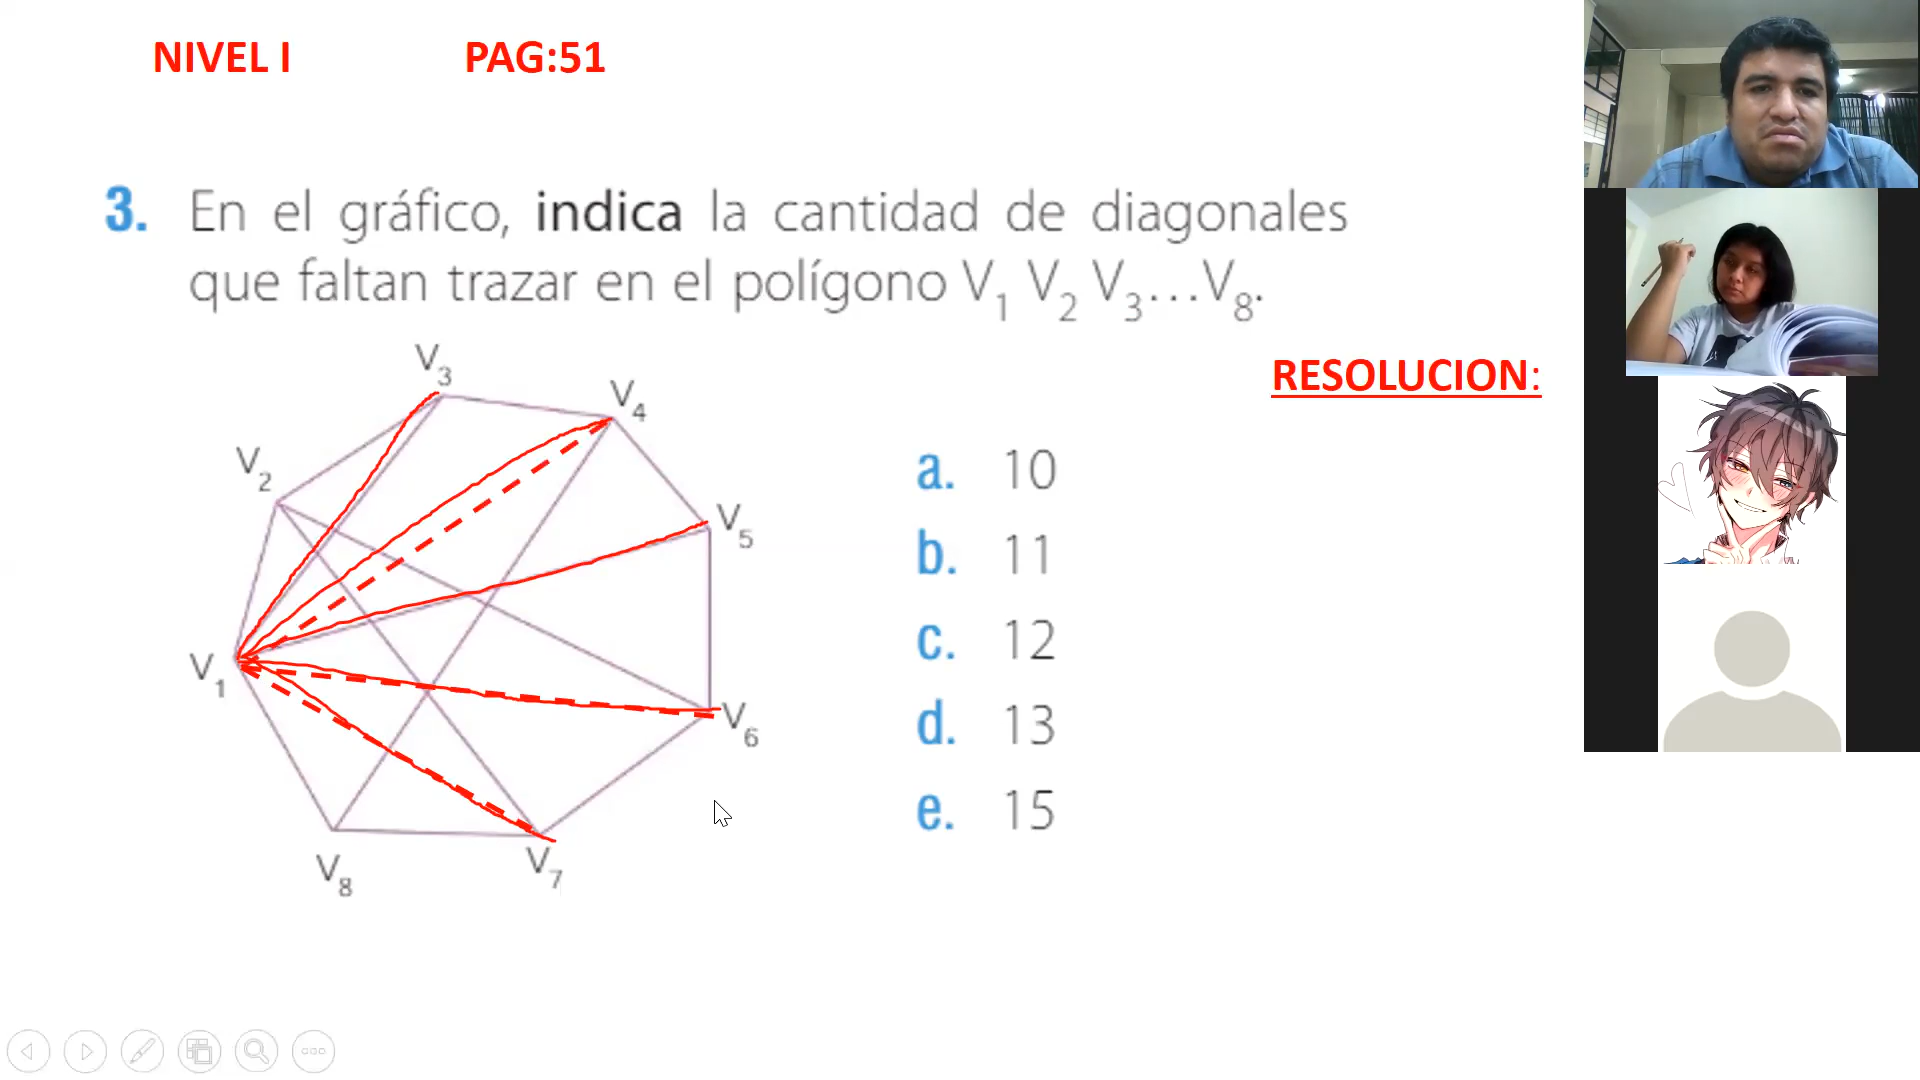 NIVEL I PAG:51
3. En el gráfico, indica la cantidad de diagonales
que faltan trazar en el polígono V1 V2 V3...V8.
RESOLUCION:
V3
V4
V2
V5
V1
V6
V8
V7
a. 10
b. 11
c. 12
d. 13
e. 15